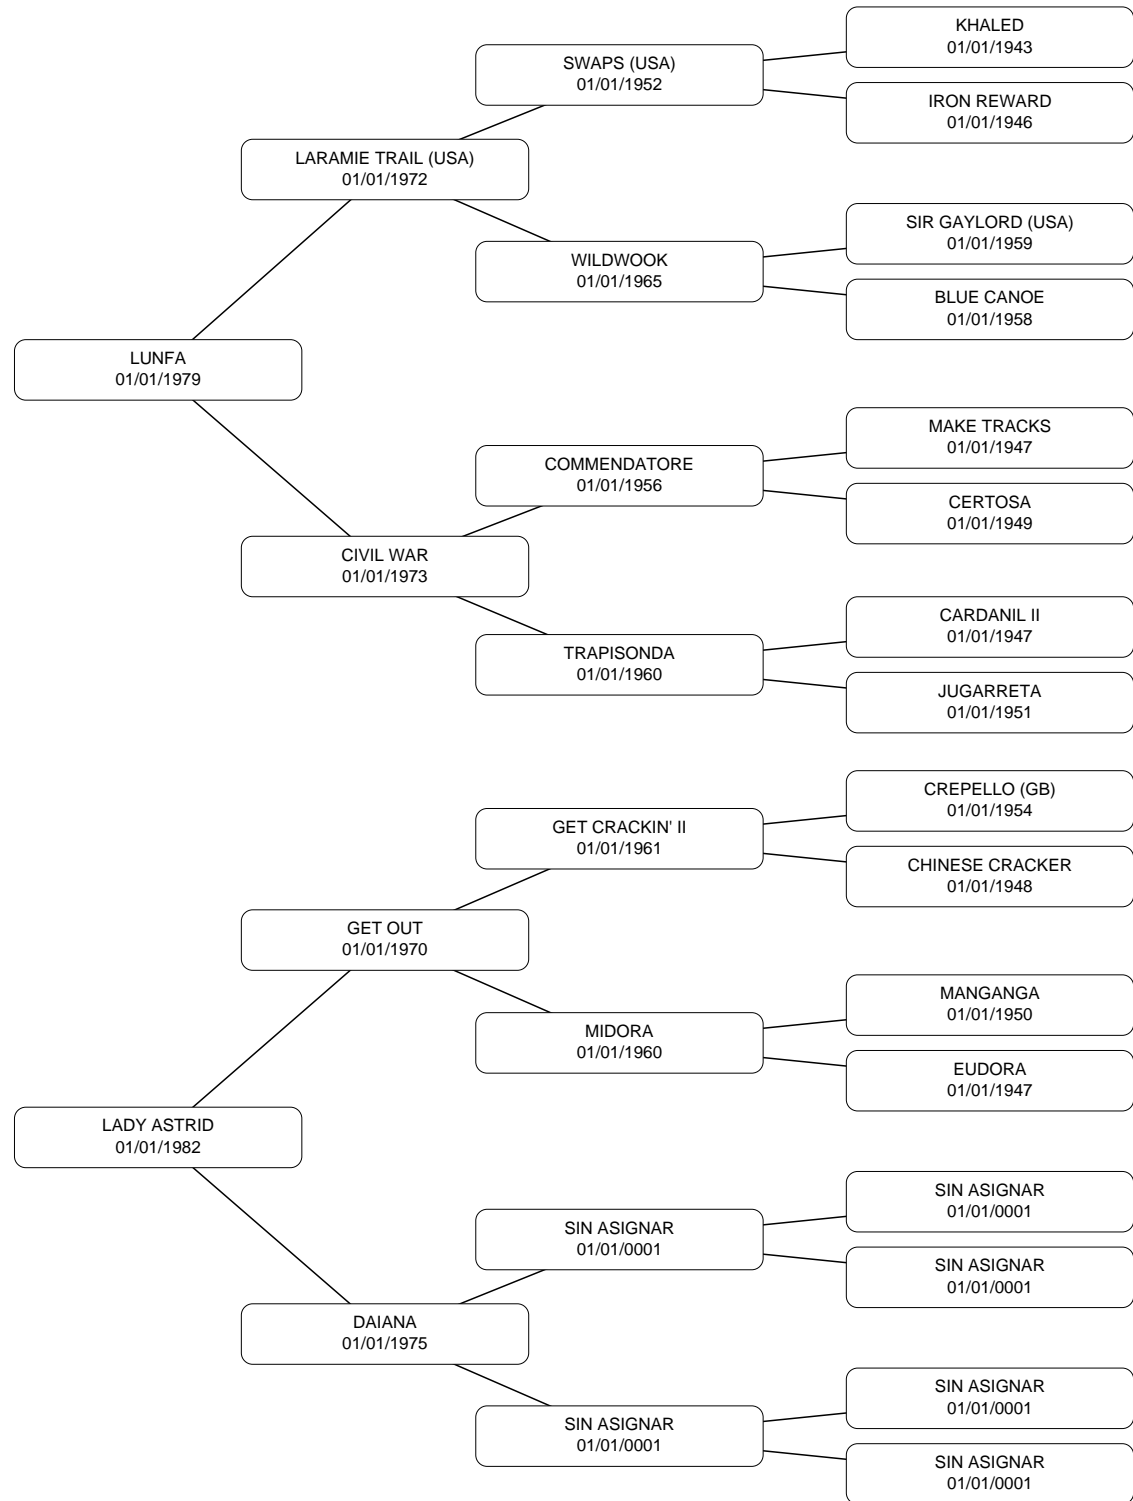 KHALED
01/01/1943
SWAPS (USA)
01/01/1952
IRON REWARD
01/01/1946
LARAMIE TRAIL (USA)
01/01/1972
SIR GAYLORD (USA)
01/01/1959
WILDWOOK
01/01/1965
BLUE CANOE
01/01/1958
LUNFA
01/01/1979
MAKE TRACKS
01/01/1947
COMMENDATORE
01/01/1956
CERTOSA
01/01/1949
CIVIL WAR
01/01/1973
CARDANIL II
01/01/1947
TRAPISONDA
01/01/1960
JUGARRETA
01/01/1951
CREPELLO (GB)
01/01/1954
GET CRACKIN' II
01/01/1961
CHINESE CRACKER
01/01/1948
GET OUT
01/01/1970
MANGANGA
01/01/1950
MIDORA
01/01/1960
EUDORA
01/01/1947
LADY ASTRID
01/01/1982
SIN ASIGNAR
01/01/0001
SIN ASIGNAR
01/01/0001
SIN ASIGNAR
01/01/0001
DAIANA
01/01/1975
SIN ASIGNAR
01/01/0001
SIN ASIGNAR
01/01/0001
SIN ASIGNAR
01/01/0001